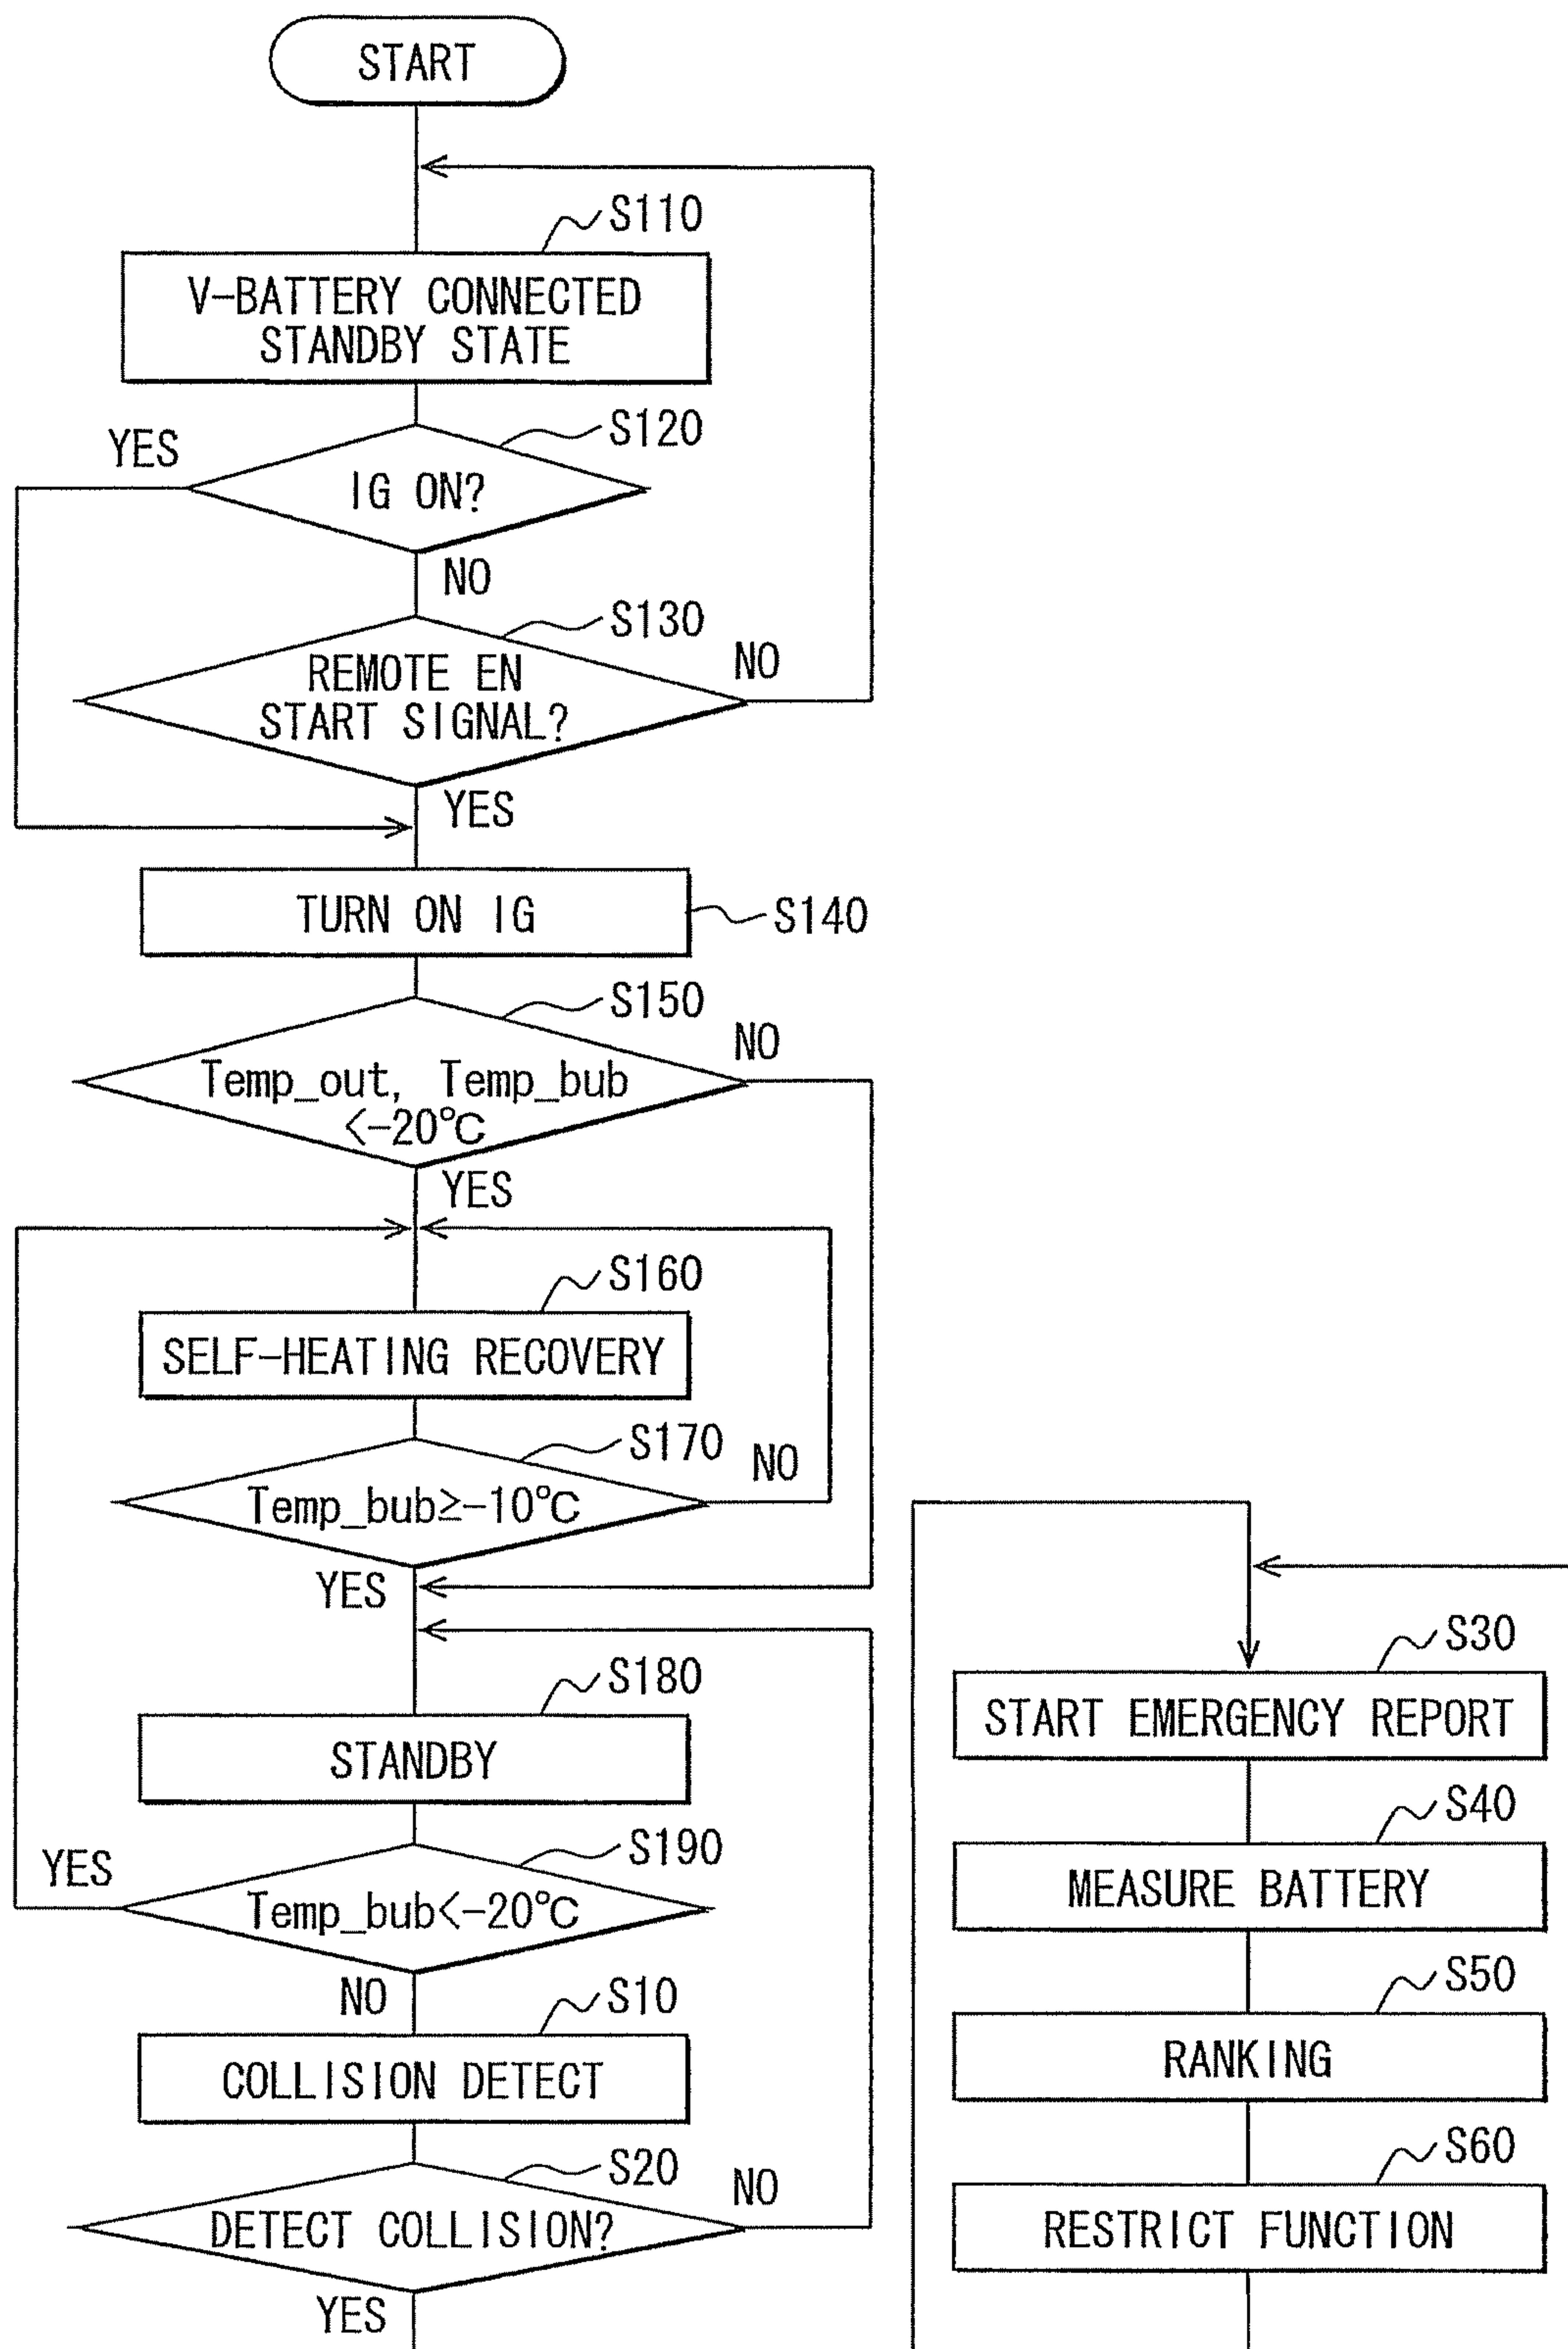 START
S110
V-BATTERY CONNECTED
STANDBY STATE
S120
YES
IG ON?
NO
S130
NO
REMOTE EN
START SIGNAL?
YES
TURN ON IG
S140
S150
NO
Temp_out, Temp_bub
<-20℃
YES
S160
SELF-HEATING RECOVERY
S170
NO
Temp_bub≥-10℃
YES
S180
STANDBY
S190
YES
Temp_bub<-20℃
NO
S10
COLLISION DETECT
S20
NO
DETECT COLLISION?
YES
S30
START EMERGENCY REPORT
S40
MEASURE BATTERY
S50
RANKING
S60
RESTRICT FUNCTION